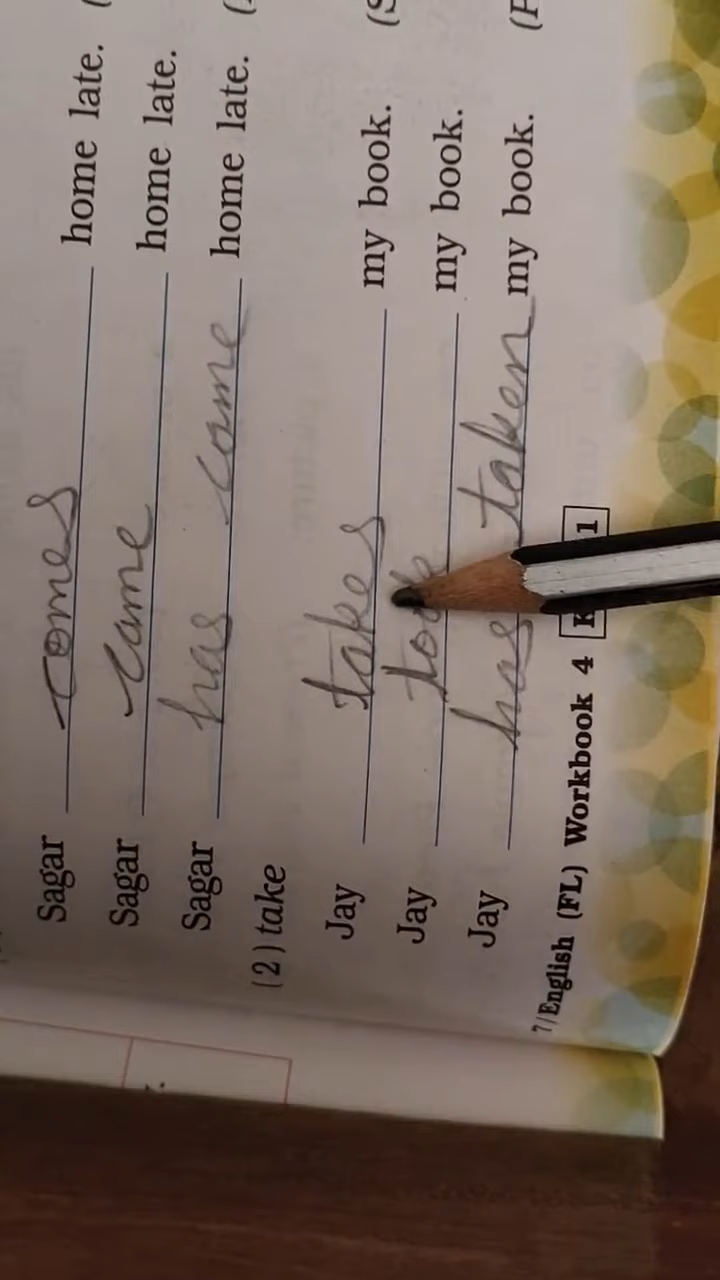 Sagar comes home late. (
Sagar came home late.
Sagar has come home late. (
(2) take
Jay takes my book. (S
Jay took my book.
Jay has taken my book. (P
7/English (FL) Workbook 4